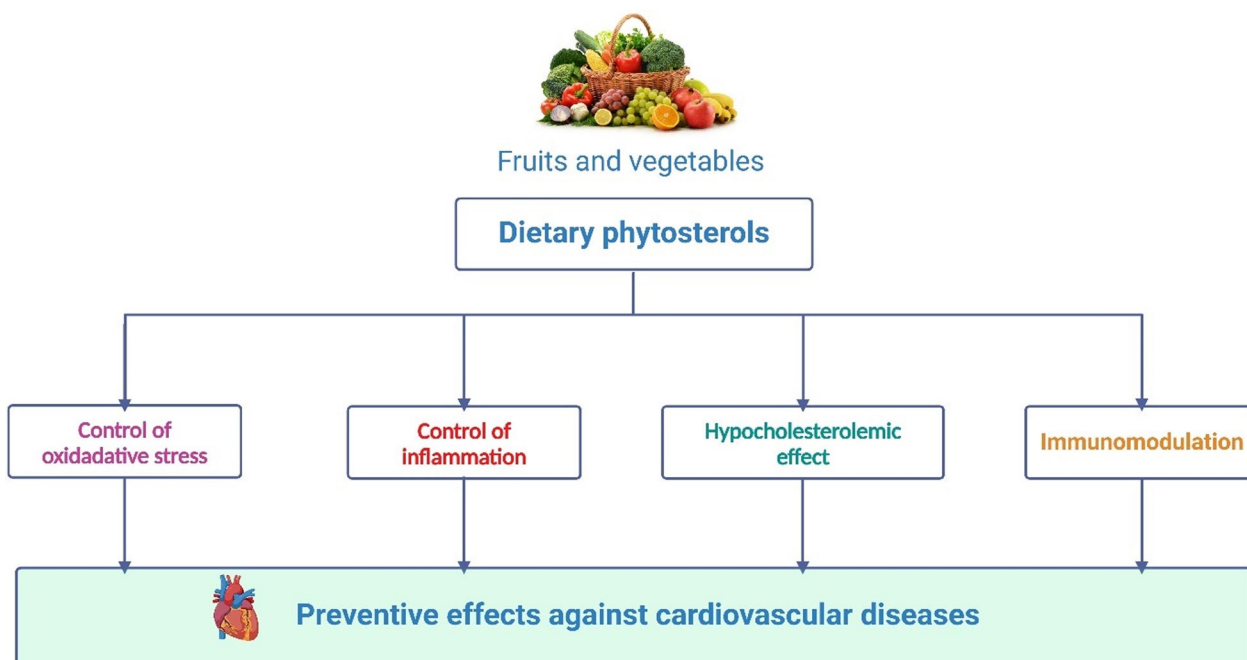 Fruits and vegetables
Dietary phytosterols
Control of
oxidadative stress
Control of
inflammation
Hypocholesterolemic
effect
Immunomodulation
Preventive effects against cardiovascular diseases